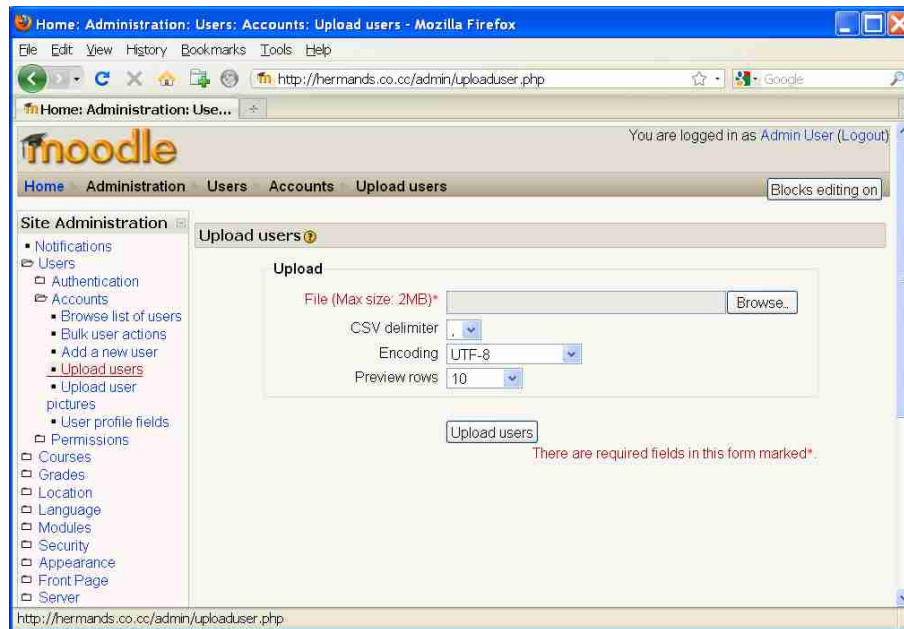 Home: Administration: Users: Accounts: Upload users - Mozilla Firefox
File Edit View History Bookmarks Tools Help
http://hermands.co.cc/admin/uploaduser.php
Google
Home: Administration: Use...
moodle
You are logged in as Admin User (Logout)
Home Administration Users Accounts Upload users
Blocks editing on
Site Administration
Notifications
Users
Authentication
Accounts
Browse list of users
Bulk user actions
Add a new user
Upload users
Upload user
pictures
User profile fields
Permissions
Courses
Grades
Location
Language
Modules
Security
Appearance
Front Page
Server
Upload users
Upload
File (Max size: 2MB)*
Browse..
CSV delimiter ,
Encoding UTF-8
Preview rows 10
Upload users
There are required fields in this form marked*.
http://hermands.co.cc/admin/uploaduser.php